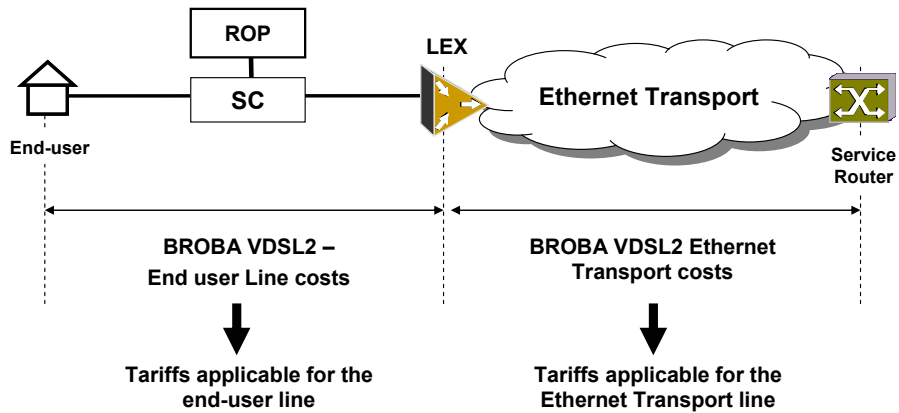 ROP
LEX
SC
Ethernet Transport
End-user
Service
Router
BROBA VDSL2 –
End user Line costs
BROBA VDSL2 Ethernet
Transport costs
Tariffs applicable for the
end-user line
Tariffs applicable for the
Ethernet Transport line